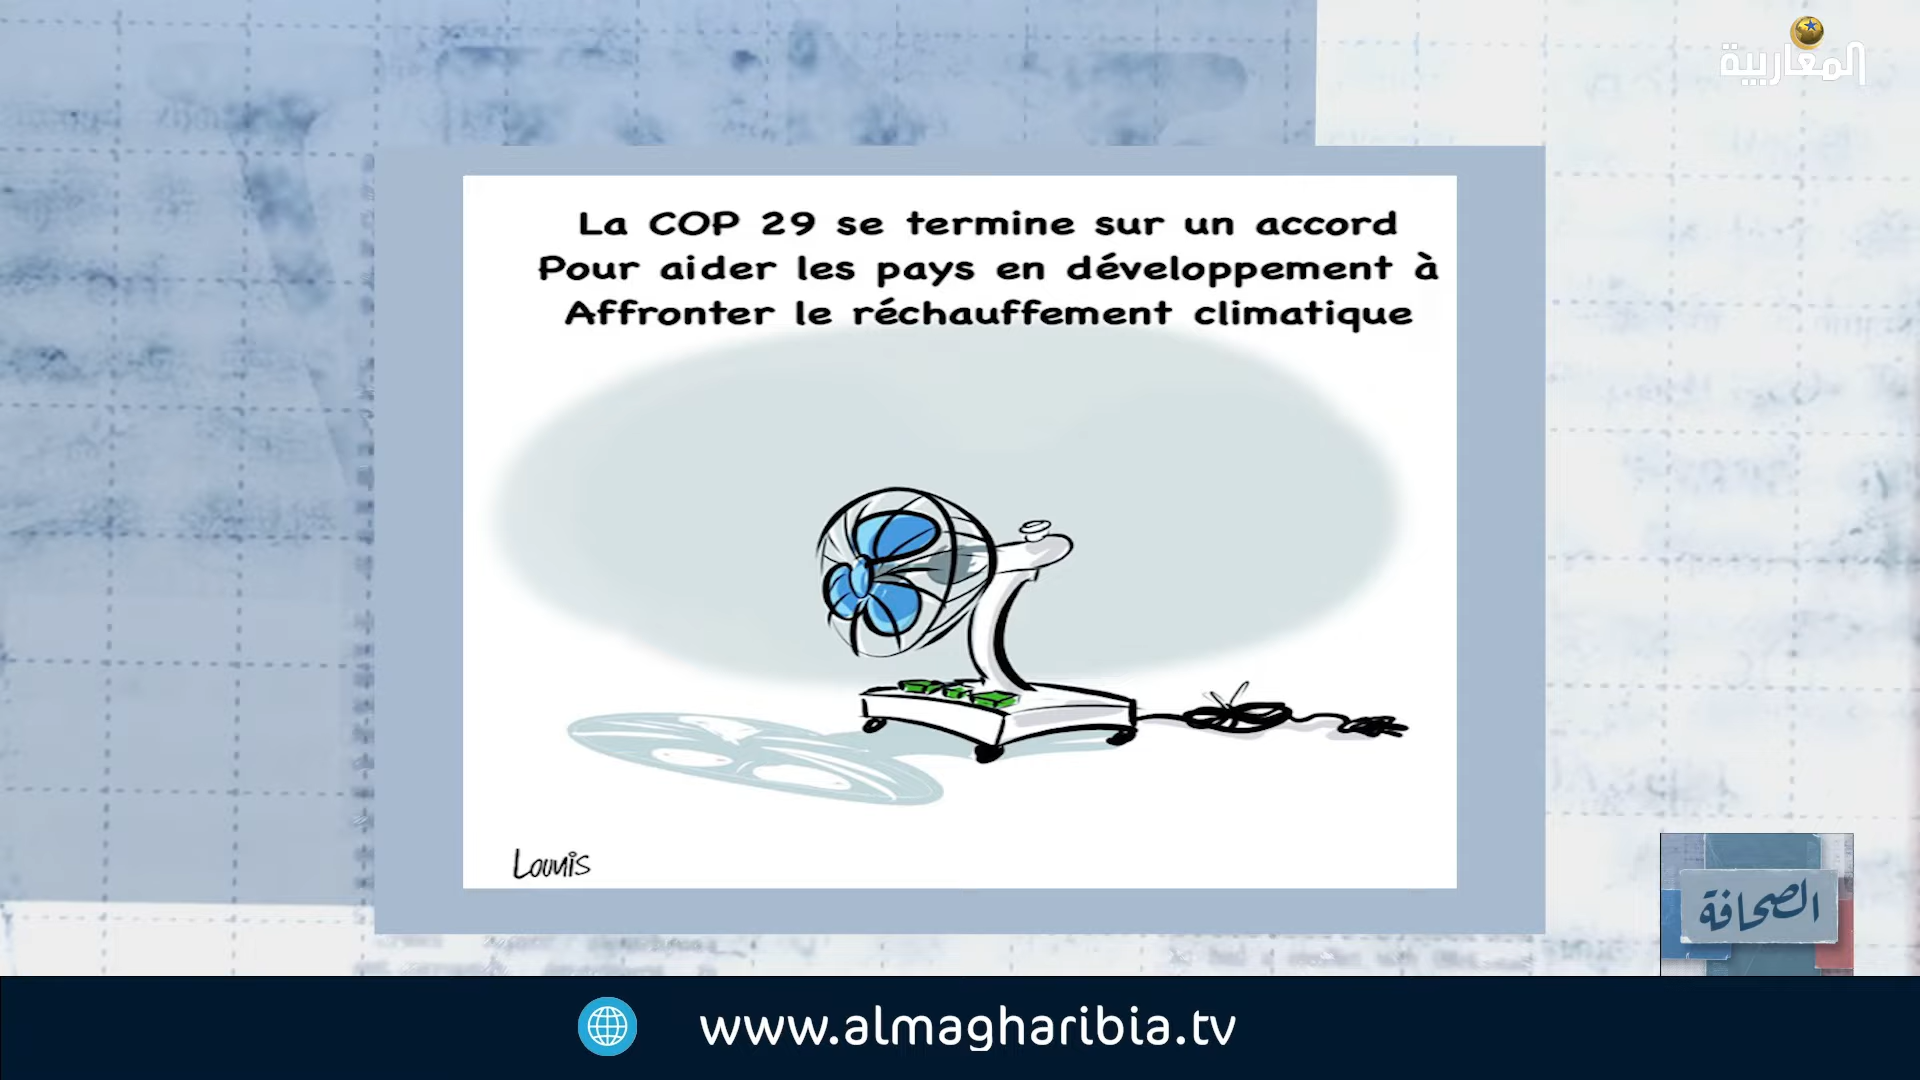 المغاربية
La COP 29 se termine sur un accord
Pour aider les pays en développement à
Affronter le réchauffement climatique
Lounis
الصحافة
www.almagharibia.tv